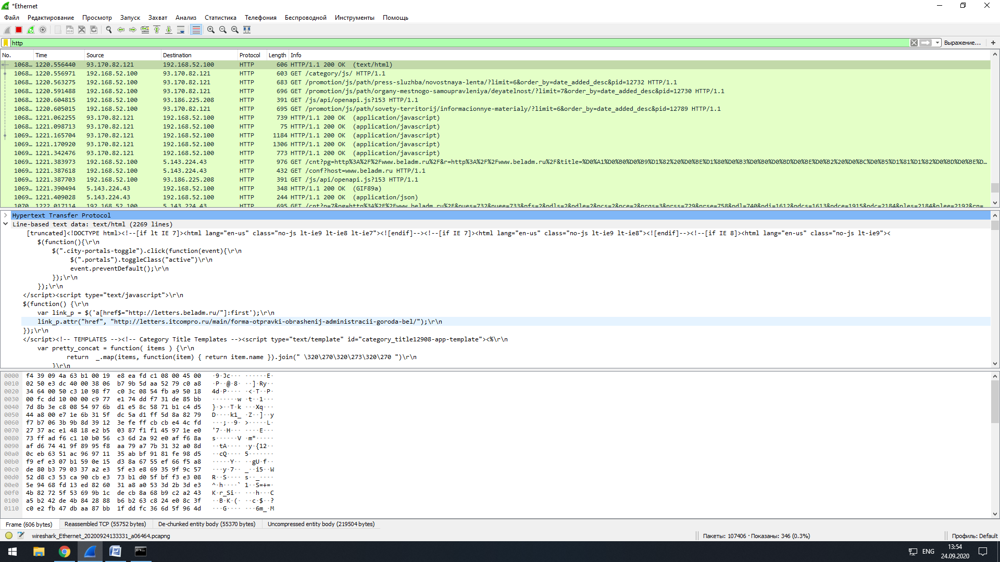 *Ethernet
Файл Редактирование Просмотр Запуск Захват Анализ Статистика Телефония Беспроводной Инструменты Помощь
http
Выражение… +
No. Time Source Destination Protocol Length Info
1068… 1220.556440 93.170.82.121 192.168.52.100 HTTP 606 HTTP/1.1 200 OK (text/html)
1068… 1220.556971 192.168.52.100 93.170.82.121 HTTP 603 GET /category/js/ HTTP/1.1
1068… 1220.563275 192.168.52.100 93.170.82.121 HTTP 683 GET /promotion/js/path/press-sluzhba/novostnaya-lenta/?limit=6&order_by=date_added_desc&pid=12732 HTTP/1.1
1068… 1220.591488 192.168.52.100 93.170.82.121 HTTP 696 GET /promotion/js/path/organy-mestnogo-samoupravleniya/deyatelnost/?limit=7&order_by=date_added_desc&pid=12730 HTTP/1.1
1068… 1220.604815 192.168.52.100 93.186.225.208 HTTP 391 GET /js/api/openapi.js?153 HTTP/1.1
1068… 1220.605015 192.168.52.100 93.170.82.121 HTTP 695 GET /promotion/js/path/sovety-territorij/informacionnye-materialy/?limit=6&order_by=date_added_desc&pid=12789 HTTP/1.1
1068… 1221.062255 93.170.82.121 192.168.52.100 HTTP 739 HTTP/1.1 200 OK (application/javascript)
1068… 1221.098713 93.170.82.121 192.168.52.100 HTTP 75 HTTP/1.1 200 OK (application/javascript)
1069… 1221.165704 93.170.82.121 192.168.52.100 HTTP 1184 HTTP/1.1 200 OK (application/javascript)
1069… 1221.170920 93.170.82.121 192.168.52.100 HTTP 1306 HTTP/1.1 200 OK (application/javascript)
1069… 1221.342476 93.170.82.121 192.168.52.100 HTTP 773 HTTP/1.1 200 OK (application/javascript)
1069… 1221.383973 192.168.52.100 5.143.224.43 HTTP 976 GET /cnt?pg=http%3A%2F%2Fwww.beladm.ru%2F&r=http%3A%2F%2Fwww.beladm.ru%2F&title=%D0%A1%D0%B0%D0%B9%D1%82%20%D0%BE%D1%80%D0%B3%D0%B0%D0%BD%D0%BE%D0%B2%20%D0%BC%D0%B5%D1%81%D1%82%D0%BD%D0%BE%D…
1069… 1221.387618 192.168.52.100 5.143.224.43 HTTP 432 GET /conf?host=www.beladm.ru HTTP/1.1
1069… 1221.387703 192.168.52.100 93.186.225.208 HTTP 391 GET /js/api/openapi.js?153 HTTP/1.1
1069… 1221.390494 5.143.224.43 192.168.52.100 HTTP 348 HTTP/1.1 200 OK (GIF89a)
1069… 1221.409028 5.143.224.43 192.168.52.100 HTTP 244 HTTP/1.1 200 OK (application/json)
1070… 1222.017114 192.168.52.100 5.143.224.43 HTTP 695
Hypertext Transfer Protocol
Line-based text data: text/html (2269 lines)
[truncated]<!DOCTYPE html><!--[if lt IE 7]><html lang="en-us" class="no-js lt-ie9 lt-ie8 lt-ie7"><![endif]--><!--[if IE 7]><html lang="en-us" class="no-js lt-ie9 lt-ie8"><![endif]--><!--[if IE 8]><html lang="en-us" class="no-js lt-ie9"><
$(function(){\r\n
$(".city-portals-toggle").click(function(event){\r\n
$(".portals").toggleClass("active")\r\n
event.preventDefault();\r\n
});\r\n
});\r\n
</script><script type="text/javascript">\r\n
$(function() {\r\n
var link_p = $('a[href$="http://letters.beladm.ru/"]:first');\r\n
link_p.attr("href", "http://letters.itcompro.ru/main/forma-otpravki-obrashenij-administracii-goroda-bel/");\r\n
});\r\n
</script><!-- TEMPLATES --><!-- Category Title Templates --><script type="text/template" id="category_title12908-app-template"><%\r\n
var pretty_concat = function( items ) {\r\n
return _.map(items, function(item) { return item.name }).join(" \320\270\320\273\320\270 ")\r\n
}\r\n
0000 f4 39 09 4a 63 b1 00 19 e8 ea fd c1 08 00 45 00 ·9·Jc··· ······E·
0010 02 50 e3 dc 40 00 38 06 b7 9b 5d aa 52 79 c0 a8 ·P··@·8· ··]·Ry··
0020 34 64 00 50 c3 10 98 f7 c0 3c 08 54 fb a9 50 18 4d·P···· ·<·T··P·
0030 00 fc dd 10 00 00 c9 77 e1 74 dd f7 31 de 85 bb ·······w ·t··1···
0040 7d 8b 3e c8 08 54 97 6b d1 e5 8c 58 71 b1 c4 d5 }·>··T·k ···Xq···
0050 44 a8 00 e7 1e 6b 31 5f dc 5a d1 ff 5d 8a 82 79 D····k1_ ·Z··]··y
0060 f7 b7 06 3b 9b 8d 39 12 3e fe ff cb cb e4 4c fd ···;··9· >·····L·
0070 27 37 ac e1 48 18 e2 b5 03 87 f1 f1 45 97 1e e0 '7··H··· ····E···
0080 73 ff ad f6 c1 10 b0 56 c3 6d 2a 92 e0 af f6 8a s······V ·m*·····
0090 af d6 74 41 9f 89 95 f8 aa 79 a7 7b 31 32 a0 8d ··tA···· ·y·{12··
00a0 0c eb 63 51 ac 96 97 11 35 ab bf 91 81 fe 98 d5 ··cQ···· 5·······
00b0 f9 ef e3 07 b1 59 0e 15 d3 8a 67 55 ef 66 f5 a8 ·····Y·· ··gU·f··
00c0 de 80 b3 79 03 37 a2 e3 5f e3 e8 69 35 9f 9c 57 ···y·7·· _··i5··W
00d0 52 d8 c3 53 ca 90 cb e3 73 b1 d0 5f bf f3 e3 08 R··S···· s··_····
00e0 5e 94 68 fd 13 ed 82 60 31 a8 a0 53 3d 2b 3d e3 ^·h····` 1··S=+=·
00f0 4b 82 72 5f 53 69 9b 1c de cb 8a 68 b9 c2 a2 43 K·r_Si·· ···h···C
0100 a5 b2 42 de 4b 84 28 88 b6 b2 63 c8 24 e0 8c 3f ··B·K·(· ··c·$··?
0110 c0 e2 fb 47 db aa 87 bb 1f dd fc 36 6d 5f 96 4d ···G···· ···6m_·M
Frame (606 bytes) Reassembled TCP (55752 bytes) De-chunked entity body (55370 bytes) Uncompressed entity body (219504 bytes)
wireshark_Ethernet_20200924133331_a06464.pcapng Пакеты: 107406 · Показаны: 346 (0.3%) Профиль: Default
ENG 13:54
24.09.2020